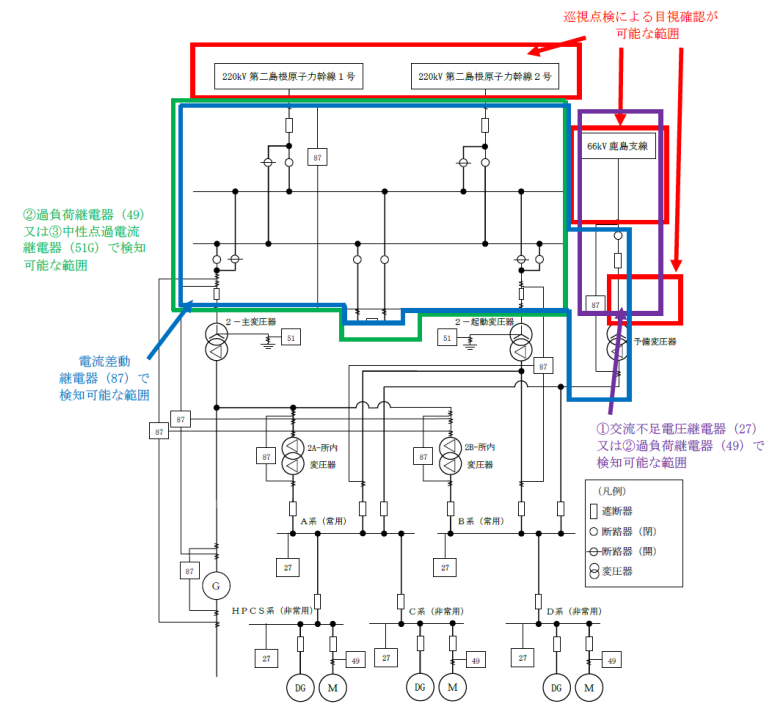 巡視点検による目視確認が
可能な範囲
220kV 第二島根原子力幹線1号
220kV 第二島根原子力幹線2号
66kV 鹿島支線
87
②過負荷継電器（49）
又は③中性点過電流
継電器（51G）で検知
可能な範囲
87
2－主変圧器
51
2－起動変圧器
51
予備変圧器
電流差動
継電器（87）で
検知可能な範囲
87
①交流不足電圧継電器（27）
又は②過負荷継電器（49）で
検知可能な範囲
87
87
87
2A-所内
変圧器
87
2B-所内
変圧器
（凡例）
遮断器
断路器（閉）
断路器（開）
変圧器
A系（常用）
B系（常用）
27
27
87
G
HPCS系（非常用）
C系（非常用）
D系（非常用）
27
49
27
49
27
49
DG
M
DG
M
DG
M